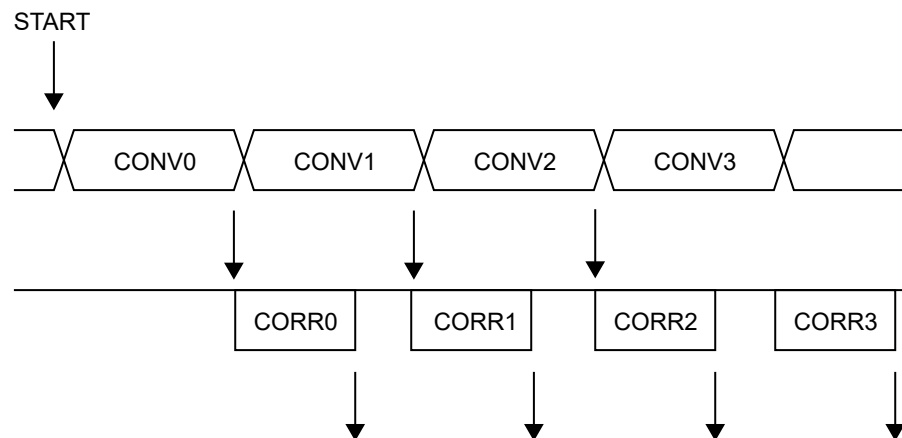 START
CONV0 CONV1 CONV2 CONV3
CORR0 CORR1 CORR2 CORR3